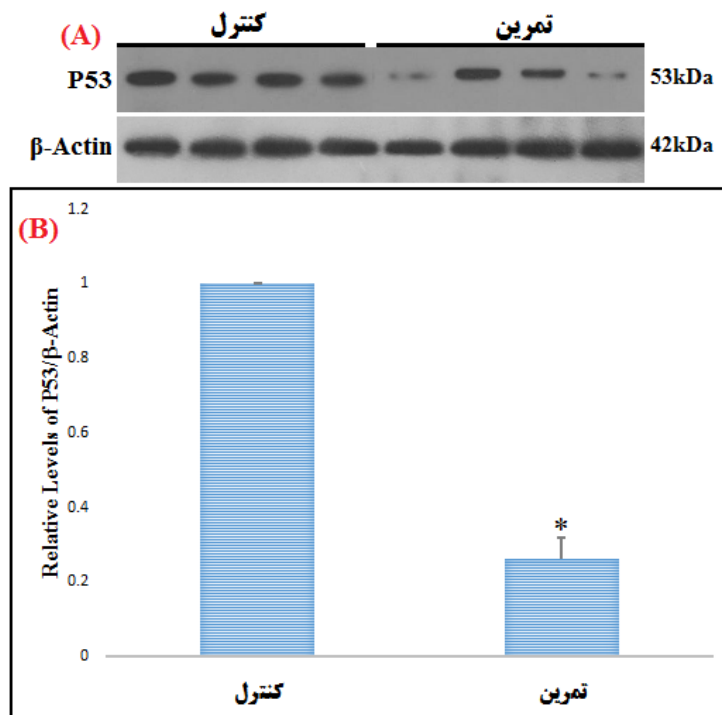 (A) کنترل تمرین
P53 53kDa
β-Actin 42kDa
(B)
Relative Levels of P53/β-Actin
1.2
1
0.8
0.6
0.4
0.2
0
*
کنترل تمرین